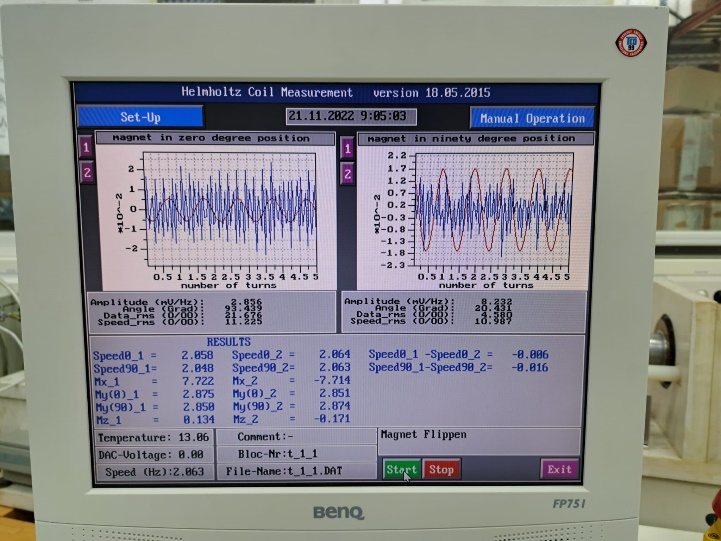 Helmholtz Coil Measurement version 18.05.2015
Set-Up 21.11.2022 9:05:03 Manual Operation
magnet in zero degree position magnet in ninety degree position
1
2
1
2
*10^-2
2
1
0
-1
-2
0.5 1 1.5 2 2.5 3 3.5 4 4.5 5
number of turns
*10^-2
2.2
1.7
1.2
0.7
0.2
-0.3
-0.8
-1.3
-1.8
-2.3
0.5 1 1.5 2 2.5 3 3.5 4 4.5 5
number of turns
Amplitude (mV/Hz): 2.856
Angle (Grad): 93.439
Data_rms (0/00): 21.676
Speed_rms (0/00): 11.225
Amplitude (mV/Hz): 8.232
Angle (Grad): 20.431
Data_rms (0/00): 4.580
Speed_rms (0/00): 10.987
RESULTS
Speed0_1 = 2.058 Speed0_2 = 2.064 Speed0_1 -Speed0_2 = -0.006
Speed90_1= 2.048 Speed90_2= 2.063 Speed90_1-Speed90_2= -0.016
Mx_1 = 7.722 Mx_2 = -7.714
My(0)_1 = 2.875 My(0)_2 = 2.851
My(90)_1 = 2.850 My(90)_2 = 2.874
Mz_1 = 0.134 Mz_2 = -0.171
Temperature: 13.06 Comment:- Magnet Flippen
DAC-Voltage: 0.00 Bloc-Nr:t_1_1
Speed (Hz):2.063 File-Name:t_1_1.DAT Start Stop Exit
BenQ FP751